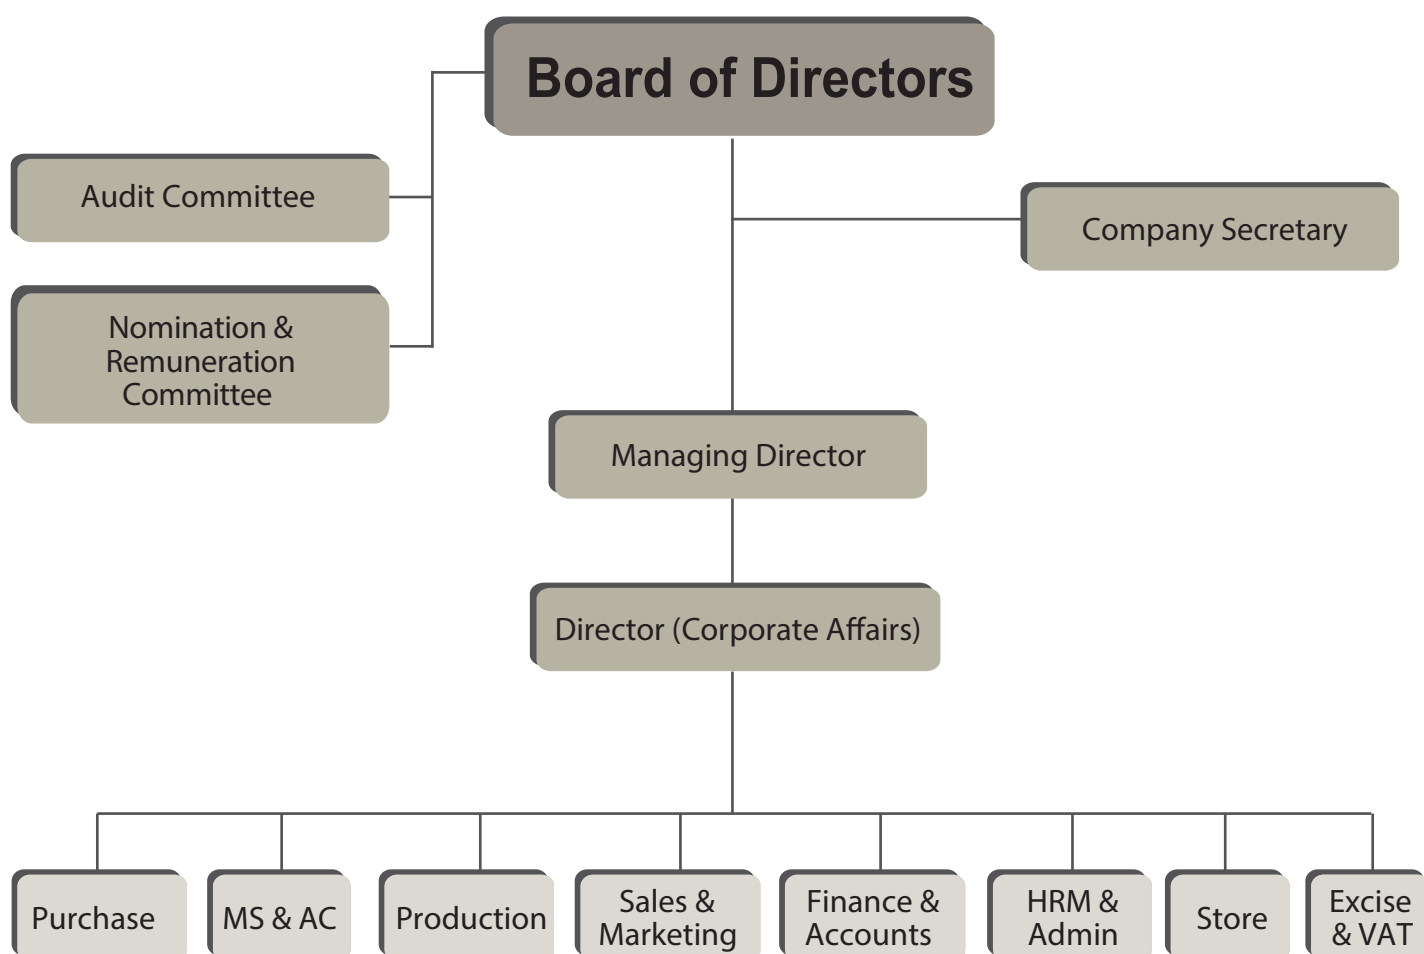 Board of Directors
Audit Committee
Company Secretary
Nomination &
Remuneration
Committee
Managing Director
Director (Corporate Affairs)
Purchase
MS & AC
Production
Sales &
Marketing
Finance &
Accounts
HRM &
Admin
Store
Excise
& VAT